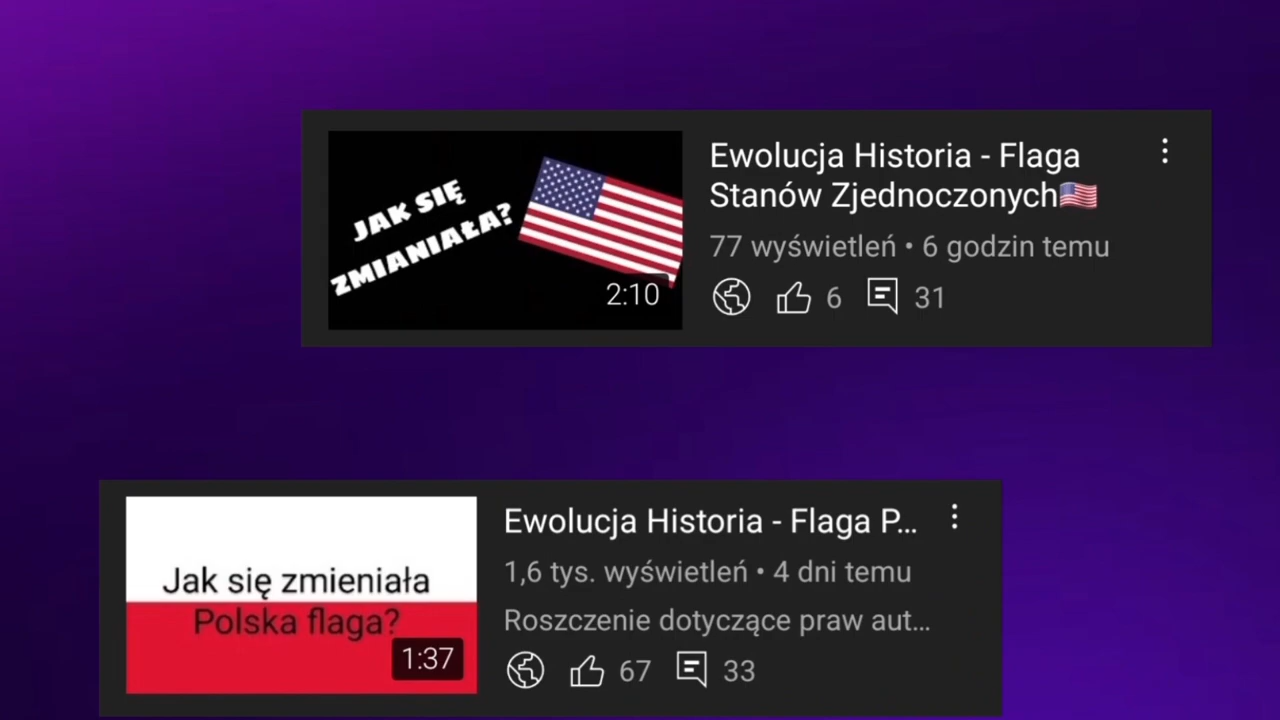 JAK SIĘ
ZMIANIAŁA?
2:10
Ewolucja Historia - Flaga
Stanów Zjednoczonych🇺🇸
77 wyświetleń • 6 godzin temu
6 31
Jak się zmieniała
Polska flaga?
1:37
Ewolucja Historia - Flaga P...
1,6 tys. wyświetleń • 4 dni temu
Roszczenie dotyczące praw aut...
67 33